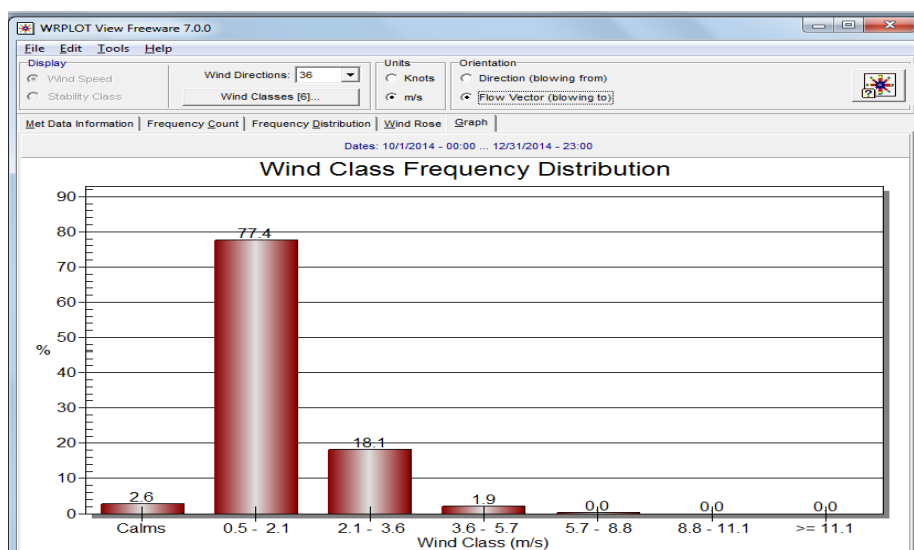 WRPLOT View Freeware 7.0.0
File Edit Tools Help
Display
Wind Speed
Stability Class
Wind Directions: 36
Wind Classes [6]...
Units
Knots
m/s
Orientation
Direction (blowing from)
Flow Vector (blowing to)
?
Met Data Information Frequency Count Frequency Distribution Wind Rose Graph
Dates: 10/1/2014 - 00:00 ... 12/31/2014 - 23:00
Wind Class Frequency Distribution
90
80
70
60
50
40
30
20
10
0
%
2.6
77.4
18.1
1.9
0.0
0.0
0.0
Calms 0.5 - 2.1 2.1 - 3.6 3.6 - 5.7 5.7 - 8.8 8.8 - 11.1 >= 11.1
Wind Class (m/s)